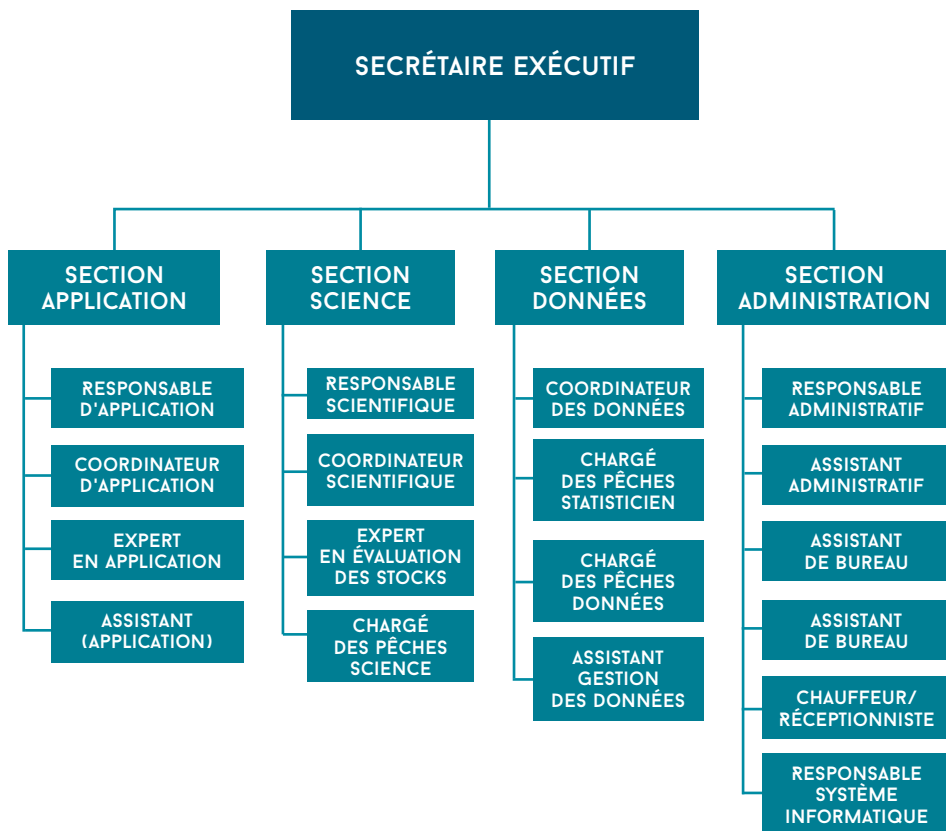 SECRÉTAIRE EXÉCUTIF
SECTION
APPLICATION
RESPONSABLE
D'APPLICATION
COORDINATEUR
D'APPLICATION
EXPERT
EN APPLICATION
ASSISTANT
(APPLICATION)
SECTION
SCIENCE
RESPONSABLE
SCIENTIFIQUE
COORDINATEUR
SCIENTIFIQUE
EXPERT
EN ÉVALUATION
DES STOCKS
CHARGÉ
DES PÊCHES
SCIENCE
SECTION
DONNÉES
COORDINATEUR
DES DONNÉES
CHARGÉ
DES PÊCHES
STATISTICIEN
CHARGÉ
DES PÊCHES
DONNÉES
ASSISTANT
GESTION
DES DONNÉES
SECTION
ADMINISTRATION
RESPONSABLE
ADMINISTRATIF
ASSISTANT
ADMINISTRATIF
ASSISTANT
DE BUREAU
ASSISTANT
DE BUREAU
CHAUFFEUR/
RÉCEPTIONNISTE
RESPONSABLE
SYSTÈME
INFORMATIQUE